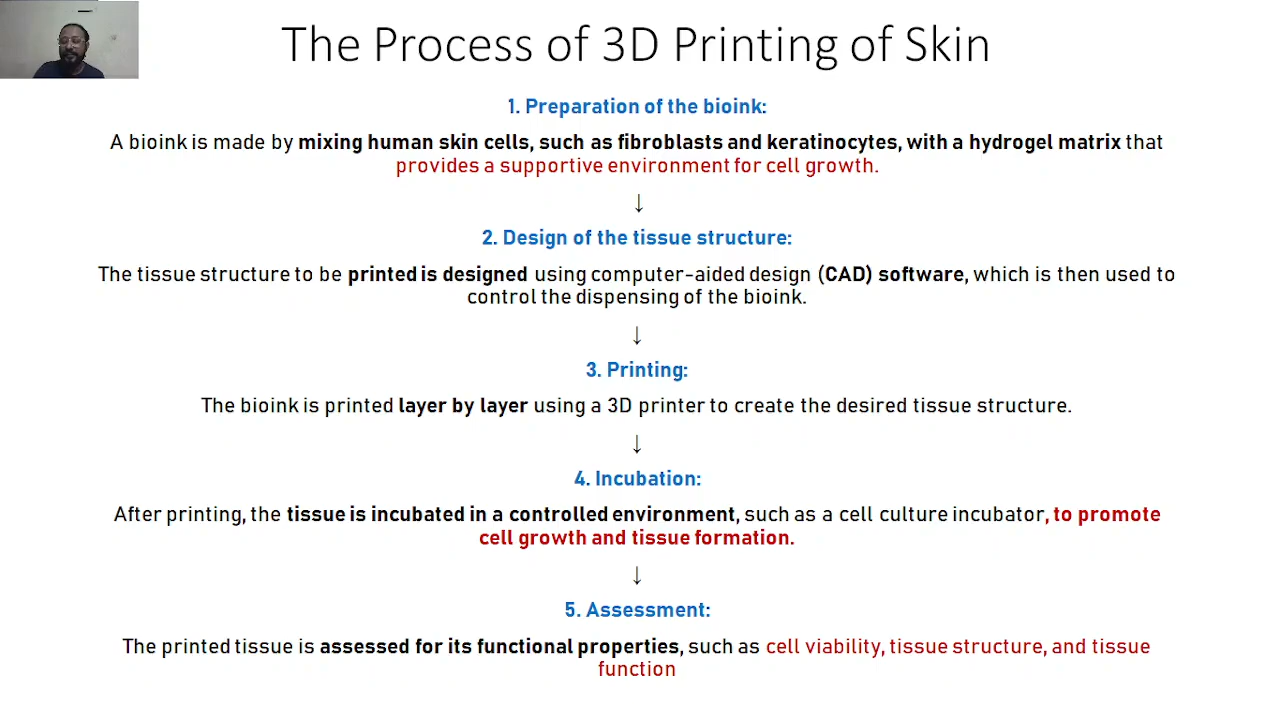 The Process of 3D Printing of Skin
1. Preparation of the bioink:
A bioink is made by mixing human skin cells, such as fibroblasts and keratinocytes, with a hydrogel matrix that
provides a supportive environment for cell growth.
↓
2. Design of the tissue structure:
The tissue structure to be printed is designed using computer-aided design (CAD) software, which is then used to
control the dispensing of the bioink.
↓
3. Printing:
The bioink is printed layer by layer using a 3D printer to create the desired tissue structure.
↓
4. Incubation:
After printing, the tissue is incubated in a controlled environment, such as a cell culture incubator, to promote
cell growth and tissue formation.
↓
5. Assessment:
The printed tissue is assessed for its functional properties, such as cell viability, tissue structure, and tissue
function